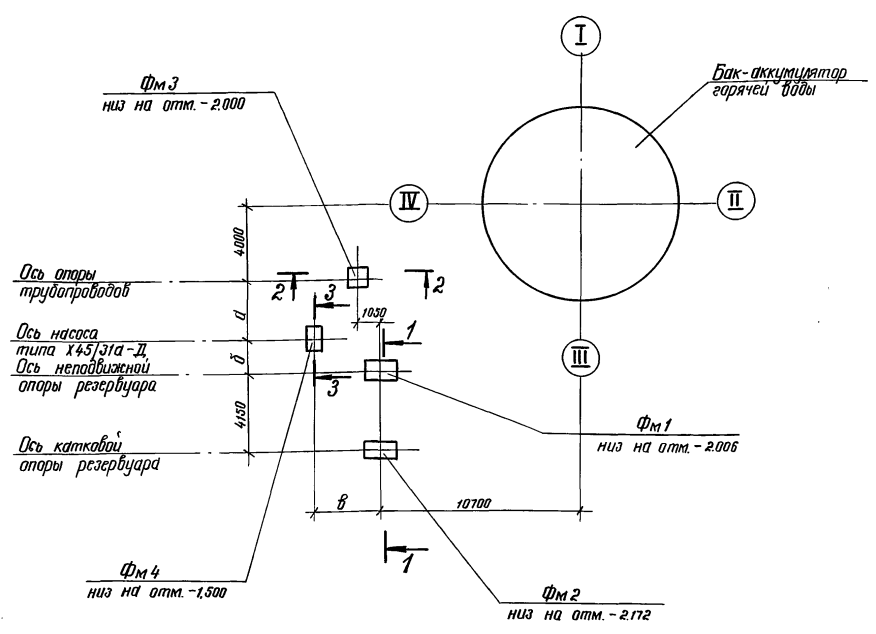 I
Бак-аккумулятор
горячей воды
Фм 3
низ на отм. -2.000
IV
II
4000
Ось опоры
трубопроводов
2
2
3
1050
а
Ось насоса
типа Х45/31а-Д
1
III
б
Ось неподвижной
опоры резервуара
3
4150
Фм 1
низ на отм. -2.006
Ось катковой
опоры резервуара
в
10700
1
Фм 4
низ на отм. -1,500
Фм 2
низ на отм. -2.172